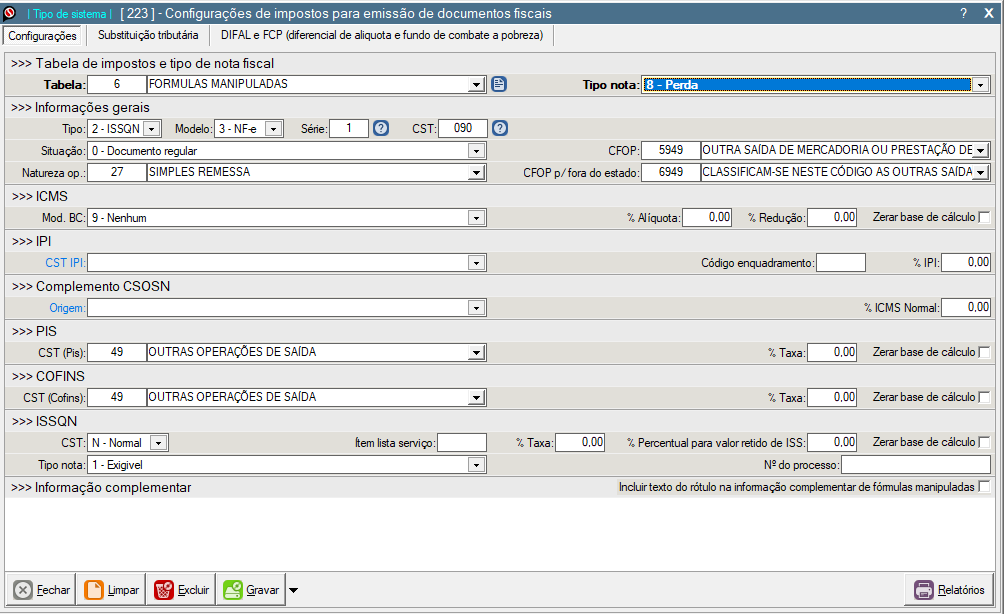 | Tipo de sistema | [ 223 ] - Configurações de impostos para emissão de documentos fiscais ? X
Configurações Substituição tributária DIFAL e FCP (diferencial de aliquota e fundo de combate a pobreza)
>>> Tabela de impostos e tipo de nota fiscal
Tabela: 6 FORMULAS MANIPULADAS Tipo nota: 8 - Perda
>>> Informações gerais
Tipo: 2 - ISSQN Modelo: 3 - NF-e Série: 1 ? CST: 090 ?
Situação: 0 - Documento regular CFOP: 5949 OUTRA SAÍDA DE MERCADORIA OU PRESTAÇÃO DE
Natureza op.: 27 SIMPLES REMESSA CFOP p/ fora do estado: 6949 CLASSIFICAM-SE NESTE CÓDIGO AS OUTRAS SAÍDA
>>> ICMS
Mod. BC: 9 - Nenhum % Alíquota: 0,00 % Redução: 0,00 Zerar base de cálculo
>>> IPI
CST IPI: Código enquadramento: % IPI: 0,00
>>> Complemento CSOSN
Origem: % ICMS Normal: 0,00
>>> PIS
CST (Pis): 49 OUTRAS OPERAÇÕES DE SAÍDA % Taxa: 0,00 Zerar base de cálculo
>>> COFINS
CST (Cofins): 49 OUTRAS OPERAÇÕES DE SAÍDA % Taxa: 0,00 Zerar base de cálculo
>>> ISSQN
CST: N - Normal Ítem lista serviço: % Taxa: 0,00 % Percentual para valor retido de ISS: 0,00 Zerar base de cálculo
Tipo nota: 1 - Exigivel Nº do processo:
>>> Informação complementar Incluir texto do rótulo na informação complementar de fórmulas manipuladas
Fechar Limpar Excluir Gravar Relatórios